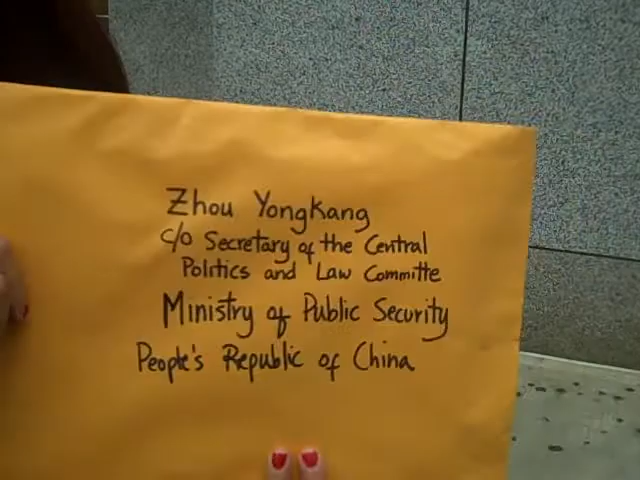 Zhou Yongkang
c/o Secretary of the Central
Politics and Law Committe
Ministry of Public Security
People's Republic of China